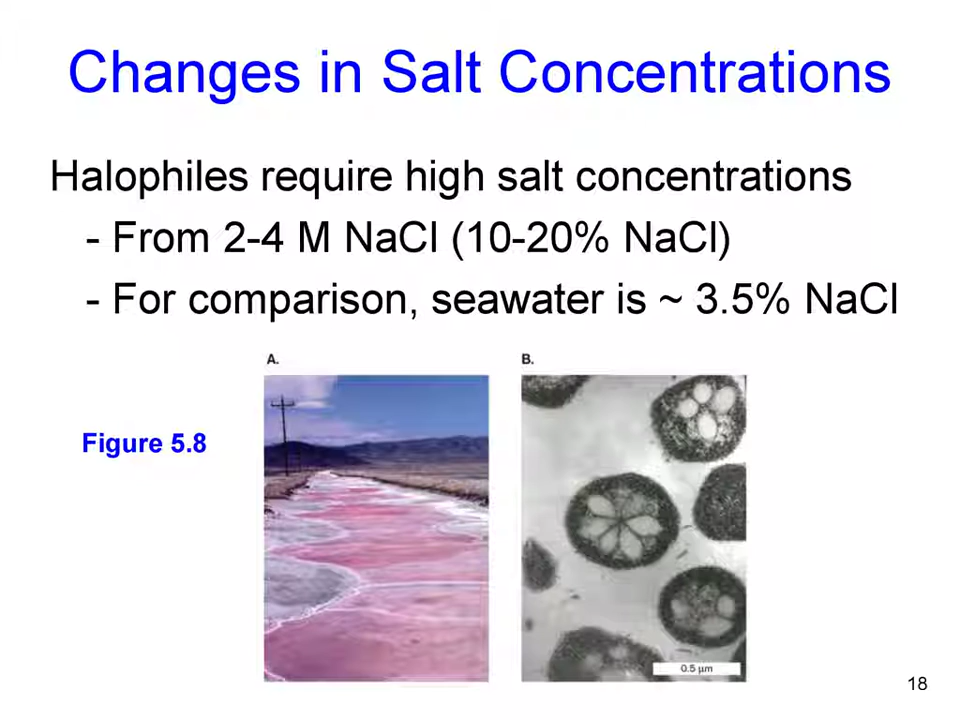 Changes in Salt Concentrations
Halophiles require high salt concentrations
- From 2-4 M NaCl (10-20% NaCl)
- For comparison, seawater is ~ 3.5% NaCl
A.
B.
Figure 5.8
0.5 µm
18